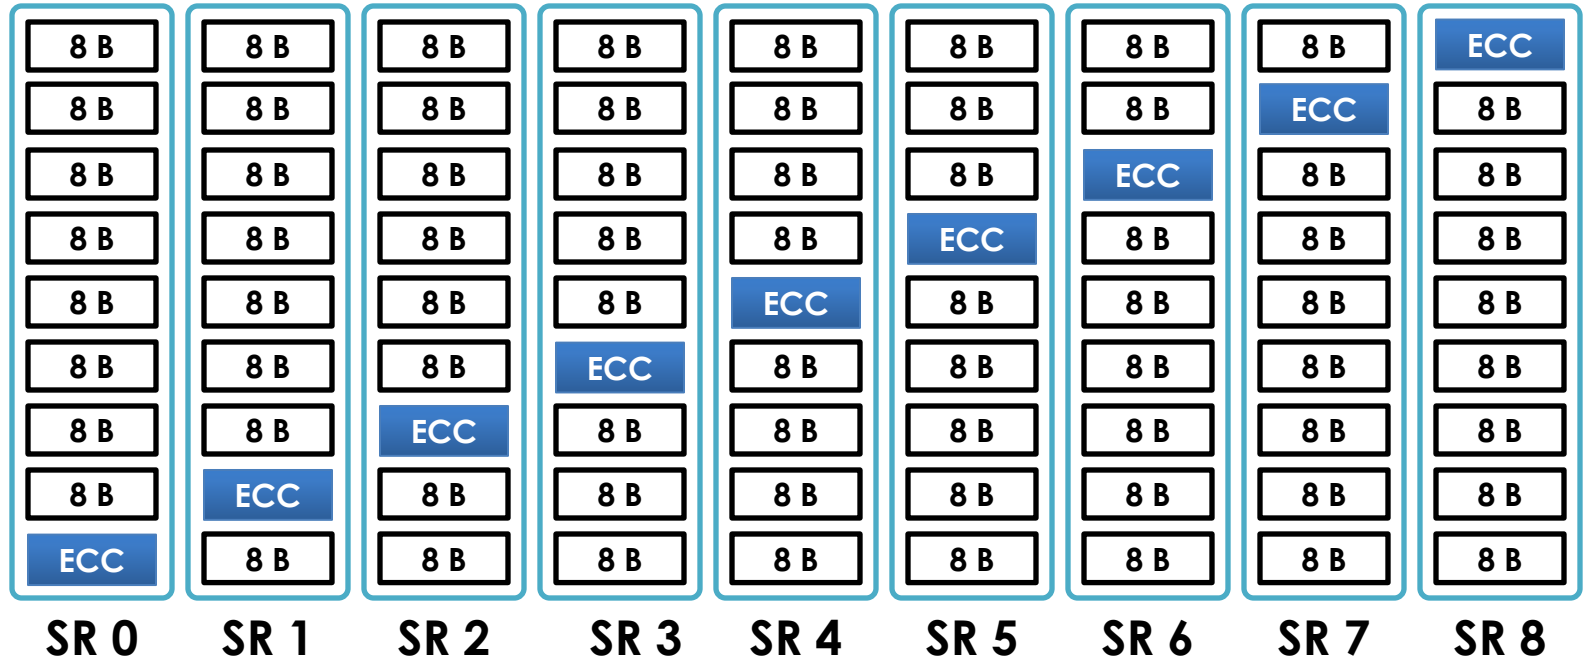 8 B 8 B 8 B 8 B 8 B 8 B 8 B 8 B ECC
8 B 8 B 8 B 8 B 8 B 8 B 8 B ECC 8 B
8 B 8 B 8 B 8 B 8 B 8 B ECC 8 B 8 B
8 B 8 B 8 B 8 B 8 B ECC 8 B 8 B 8 B
8 B 8 B 8 B 8 B ECC 8 B 8 B 8 B 8 B
8 B 8 B 8 B ECC 8 B 8 B 8 B 8 B 8 B
8 B 8 B ECC 8 B 8 B 8 B 8 B 8 B 8 B
8 B ECC 8 B 8 B 8 B 8 B 8 B 8 B 8 B
ECC 8 B 8 B 8 B 8 B 8 B 8 B 8 B 8 B
SR 0 SR 1 SR 2 SR 3 SR 4 SR 5 SR 6 SR 7 SR 8